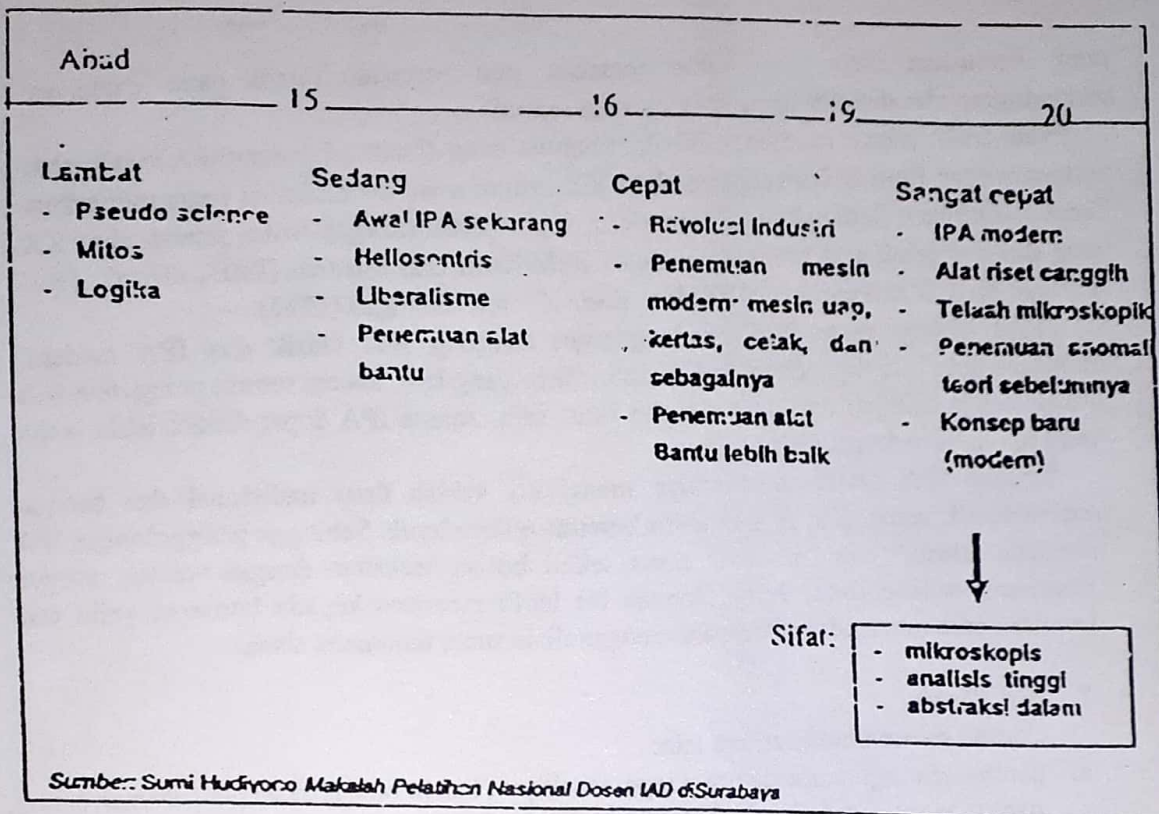 Abad
15 16 19 20
Lambat
- Pseudo science
- Mitos
- Logika
Sedang
- Awal IPA sekarang
- Heliosentris
- Liberalisme
- Penemuan alat
bantu
Cepat
- Revolusi Industri
- Penemuan mesin
modern mesin uap,
kertas, cetak, dan
sebagainya
- Penemuan alat
Bantu lebih baik
Sangat cepat
- IPA modern
- Alat riset canggih
- Telaah mikroskopik
- Penemuan anomali
teori sebelumnya
- Konsep baru
(modern)
Sifat:
- mikroskopis
- analisis tinggi
- abstraksi dalam
Sumber: Sumi Hudiyono Makalah Pelatihan Nasional Dosen IAD di Surabaya